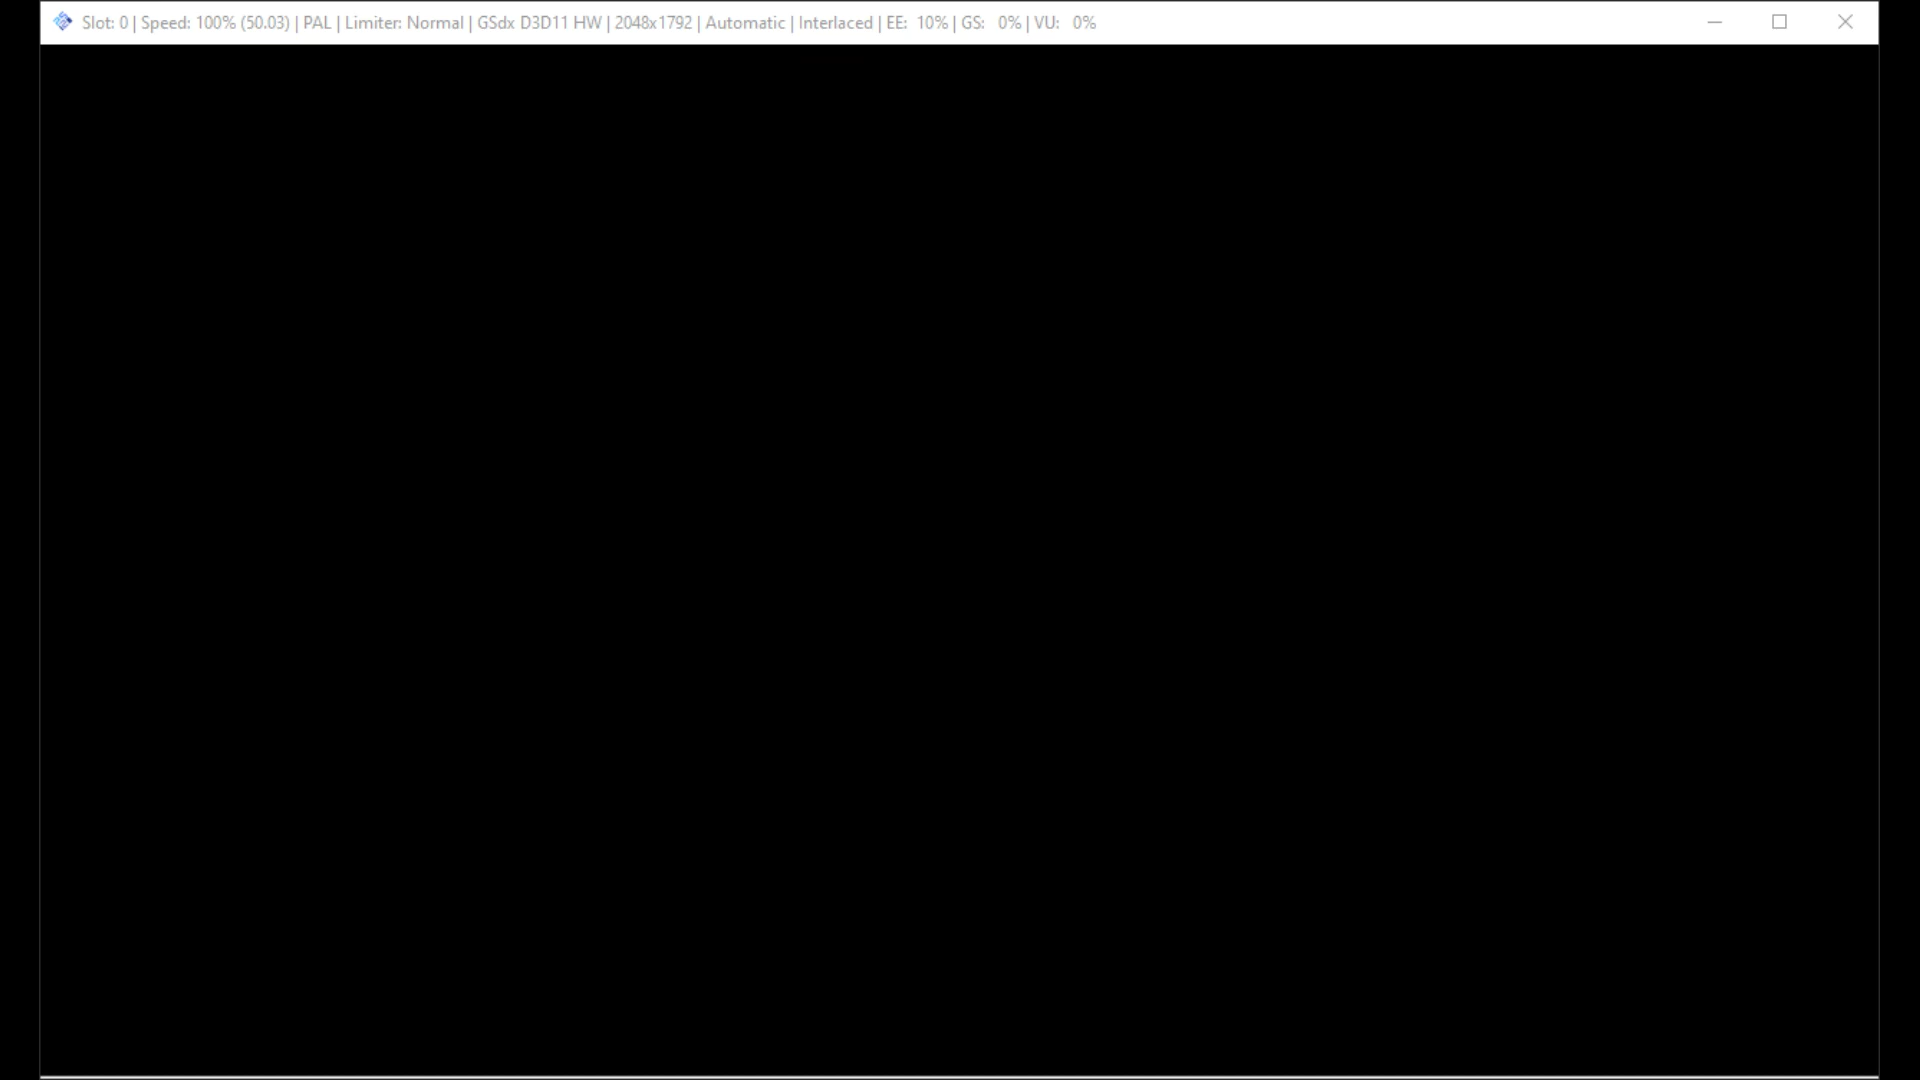 Slot: 0 | Speed: 100% (50.03) | PAL | Limiter: Normal | GSdx D3D11 HW | 2048x1792 | Automatic | Interlaced | EE: 10% | GS: 0% | VU: 0%